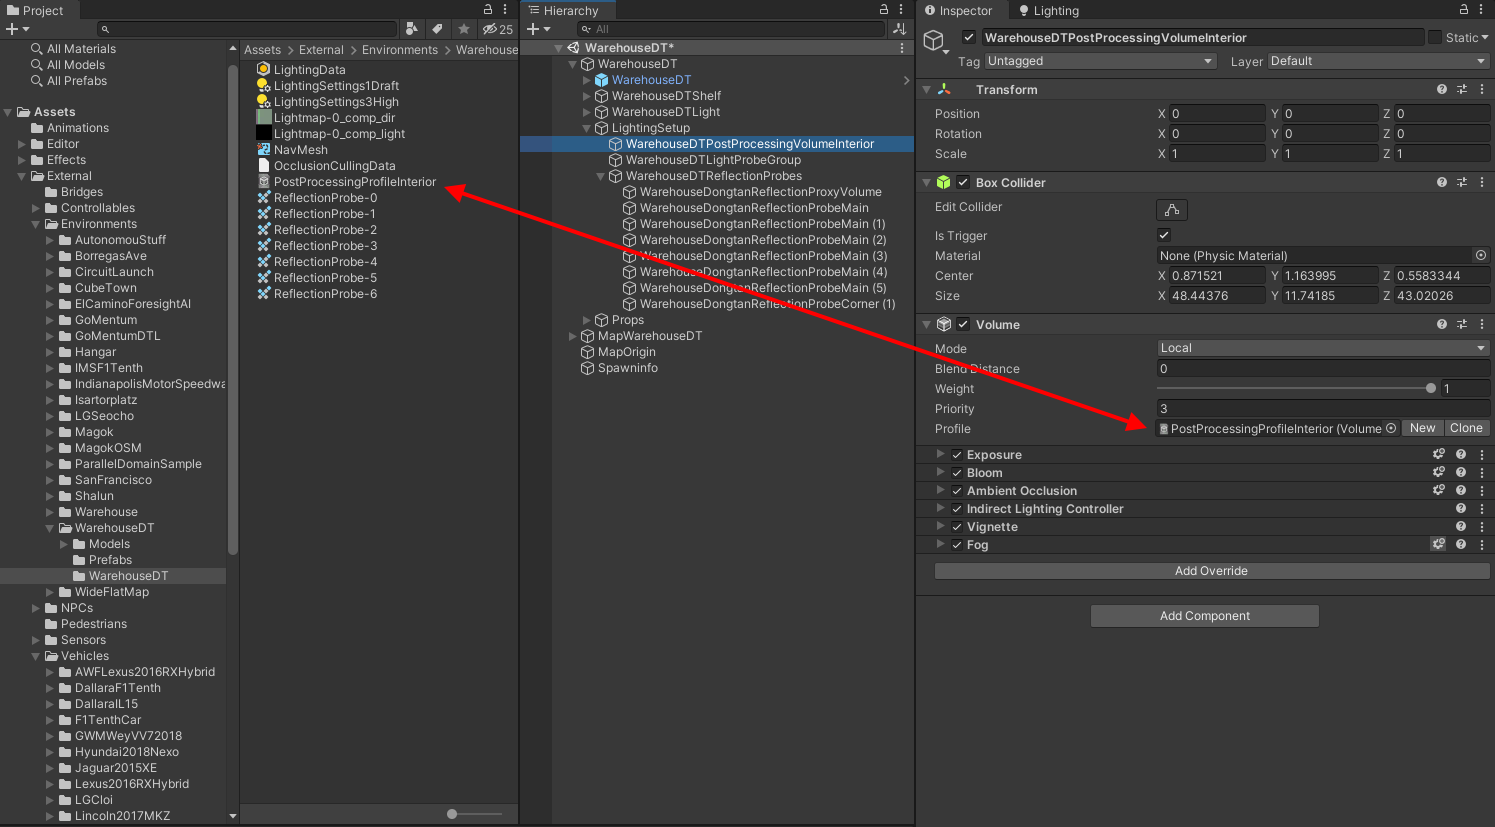 Project
25
All Materials
All Models
All Prefabs
Assets
Animations
Editor
Effects
External
Bridges
Controllables
Environments
AutonomouStuff
BorregasAve
CircuitLaunch
CubeTown
ElCaminoForesightAI
GoMentum
GoMentumDTL
Hangar
IMSF1Tenth
IndianapolisMotorSpeedwa
Isartorplatz
LGSeocho
Magok
MagokOSM
ParallelDomainSample
SanFrancisco
Shalun
Warehouse
WarehouseDT
Models
Prefabs
WarehouseDT
WideFlatMap
NPCs
Pedestrians
Sensors
Vehicles
AWFLexus2016RXHybrid
DallaraF1Tenth
DallaraIL15
F1TenthCar
GWMWeyVV72018
Hyundai2018Nexo
Jaguar2015XE
Lexus2016RXHybrid
LGCloi
Lincoln2017MKZ
Assets > External > Environments > Warehouse
LightingData
LightingSettings1Draft
LightingSettings3High
Lightmap-0_comp_dir
Lightmap-0_comp_light
NavMesh
OcclusionCullingData
PostProcessingProfileInterior
ReflectionProbe-0
ReflectionProbe-1
ReflectionProbe-2
ReflectionProbe-3
ReflectionProbe-4
ReflectionProbe-5
ReflectionProbe-6
Hierarchy
All
WarehouseDT*
WarehouseDT
WarehouseDT
WarehouseDTShelf
WarehouseDTLight
LightingSetup
WarehouseDTPostProcessingVolumeInterior
WarehouseDTLightProbeGroup
WarehouseDTReflectionProbes
WarehouseDongtanReflectionProxyVolume
WarehouseDongtanReflectionProbeMain
WarehouseDongtanReflectionProbeMain (1)
WarehouseDongtanReflectionProbeMain (2)
WarehouseDongtanReflectionProbeMain (3)
WarehouseDongtanReflectionProbeMain (4)
WarehouseDongtanReflectionProbeMain (5)
WarehouseDongtanReflectionProbeCorner (1)
Props
MapWarehouseDT
MapOrigin
SpawnInfo
Inspector Lighting
WarehouseDTPostProcessingVolumeInterior Static
Tag Untagged Layer Default
Transform
Position X 0 Y 0 Z 0
Rotation X 0 Y 0 Z 0
Scale X 1 Y 1 Z 1
Box Collider
Edit Collider
Is Trigger
Material None (Physic Material)
Center X 0.871521 Y 1.163995 Z 0.5583344
Size X 48.44376 Y 11.74185 Z 43.02026
Volume
Mode Local
Blend Distance 0
Weight 1
Priority 3
Profile PostProcessingProfileInterior (Volume New Clone
Exposure
Bloom
Ambient Occlusion
Indirect Lighting Controller
Vignette
Fog
Add Override
Add Component